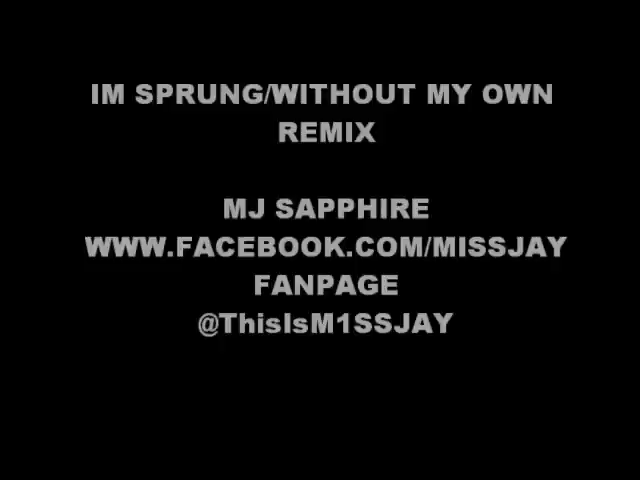 IM SPRUNG/WITHOUT MY OWN
REMIX
MJ SAPPHIRE
WWW.FACEBOOK.COM/MISSJAY
FANPAGE
@ThisIsM1SSJAY